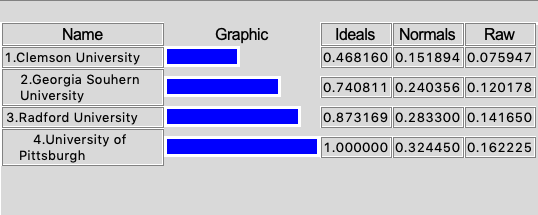 Name Graphic Ideals Normals Raw
1.Clemson University 0.468160 0.151894 0.075947
2.Georgia Souhern
University 0.740811 0.240356 0.120178
3.Radford University 0.873169 0.283300 0.141650
4.University of
Pittsburgh 1.000000 0.324450 0.162225